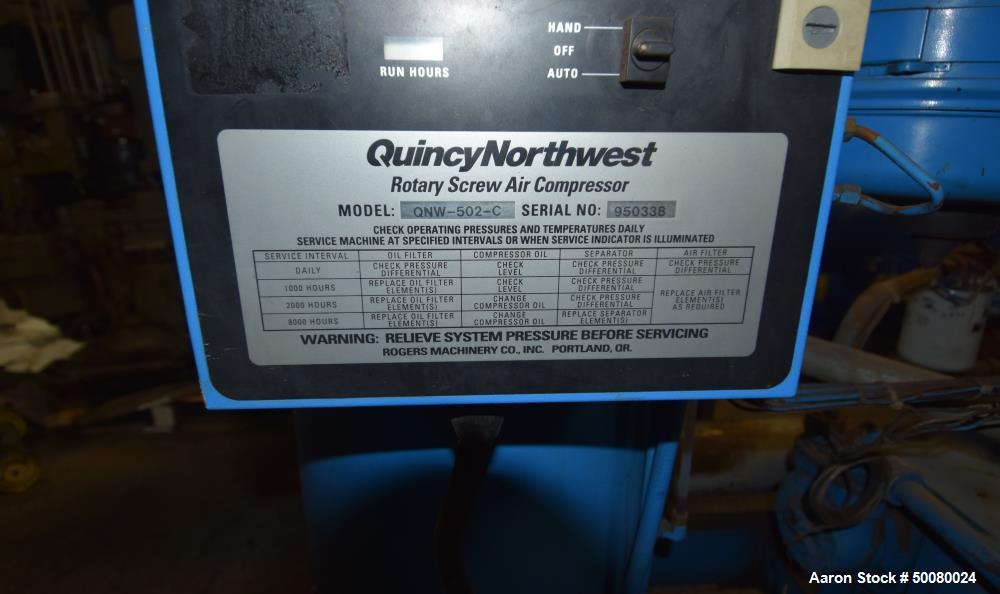 HAND
OFF
AUTO
RUN HOURS
QuincyNorthwest
Rotary Screw Air Compressor
MODEL: QNW-502-C SERIAL NO: 950338
CHECK OPERATING PRESSURES AND TEMPERATURES DAILY
SERVICE MACHINE AT SPECIFIED INTERVALS OR WHEN SERVICE INDICATOR IS ILLUMINATED
SERVICE INTERVAL OIL FILTER COMPRESSOR OIL SEPARATOR AIR FILTER
DAILY CHECK PRESSURE DIFFERENTIAL CHECK LEVEL CHECK PRESSURE DIFFERENTIAL CHECK PRESSURE DIFFERENTIAL
1000 HOURS REPLACE OIL FILTER ELEMENT(S) CHECK LEVEL CHECK PRESSURE DIFFERENTIAL REPLACE AIR FILTER ELEMENT(S) AS REQUIRED
2000 HOURS REPLACE OIL FILTER ELEMENT(S) CHANGE COMPRESSOR OIL CHECK PRESSURE DIFFERENTIAL
8000 HOURS REPLACE OIL FILTER ELEMENT(S) CHANGE COMPRESSOR OIL REPLACE SEPARATOR ELEMENT(S)
WARNING: RELIEVE SYSTEM PRESSURE BEFORE SERVICING
ROGERS MACHINERY CO., INC. PORTLAND, OR.
Aaron Stock # 50080024